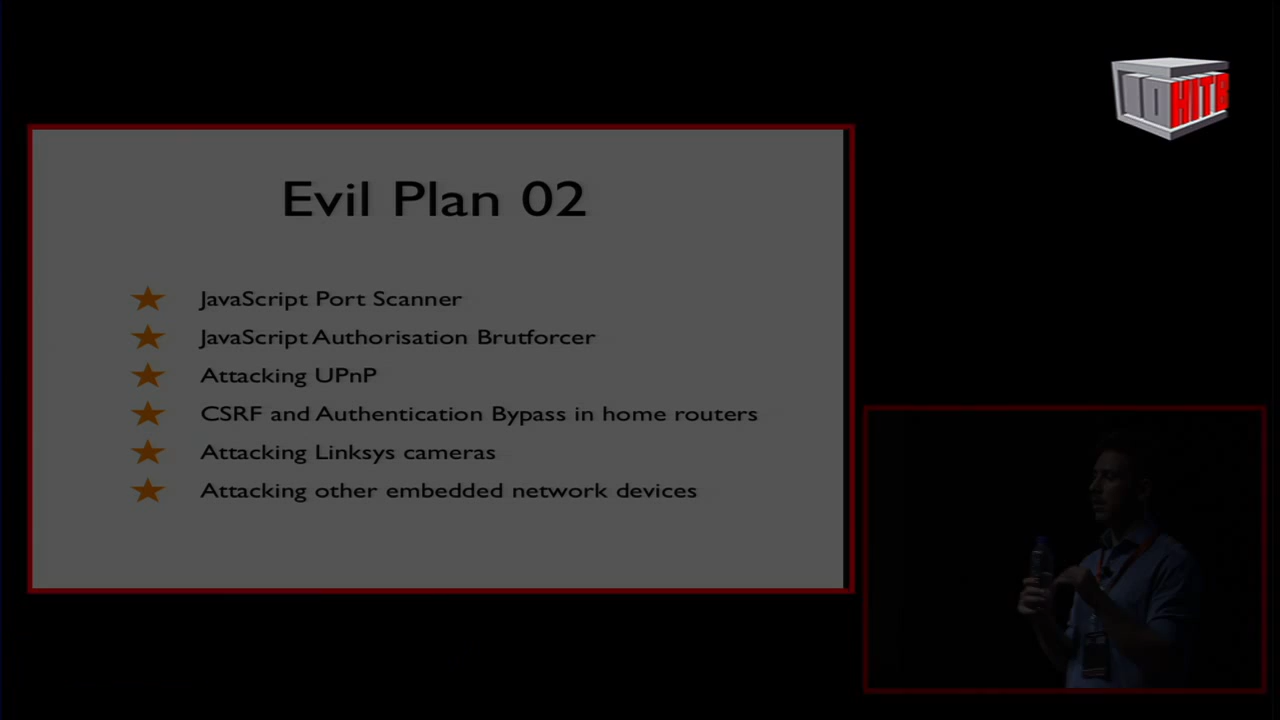 HITB
Evil Plan 02
JavaScript Port Scanner
JavaScript Authorisation Brutforcer
Attacking UPnP
CSRF and Authentication Bypass in home routers
Attacking Linksys cameras
Attacking other embedded network devices